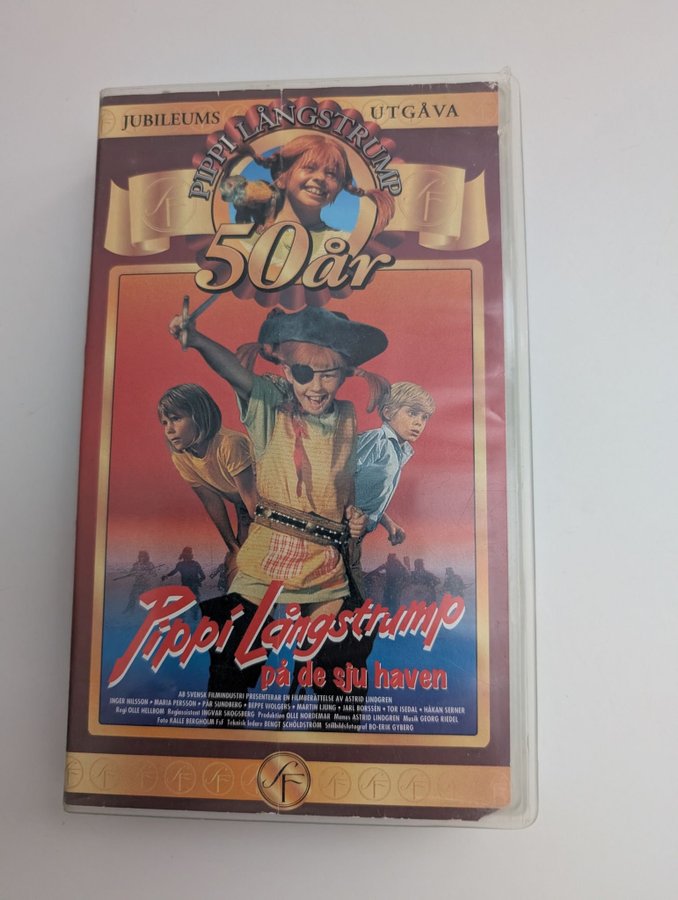 JUBILEUMS UTGÅVA
PIPPI LÅNGSTRUMP
SF SF
50 år
Pippi Långstrump
på de sju haven
AB SVENSK FILMINDUSTRI PRESENTERAR EN FILMBERÄTTELSE AV ASTRID LINDGREN
INGER NILSSON • MARIA PERSSON • PÄR SUNDBERG • BEPPE WOLGERS • MARTIN LJUNG • JARL BORSSÉN • TOR ISEDAL • HÅKAN SERNER
Regi OLLE HELLBOM Regiassistent INGVAR SKOGSBERG Produktion OLLE NORDEMAR Manus ASTRID LINDGREN Musik GEORG RIEDEL
Foto KALLE BERGHOLM fsf Teknisk ledare BENGT SCHÖLDSTRÖM Stillbildsfotograf BO-ERIK GYBERG
SF